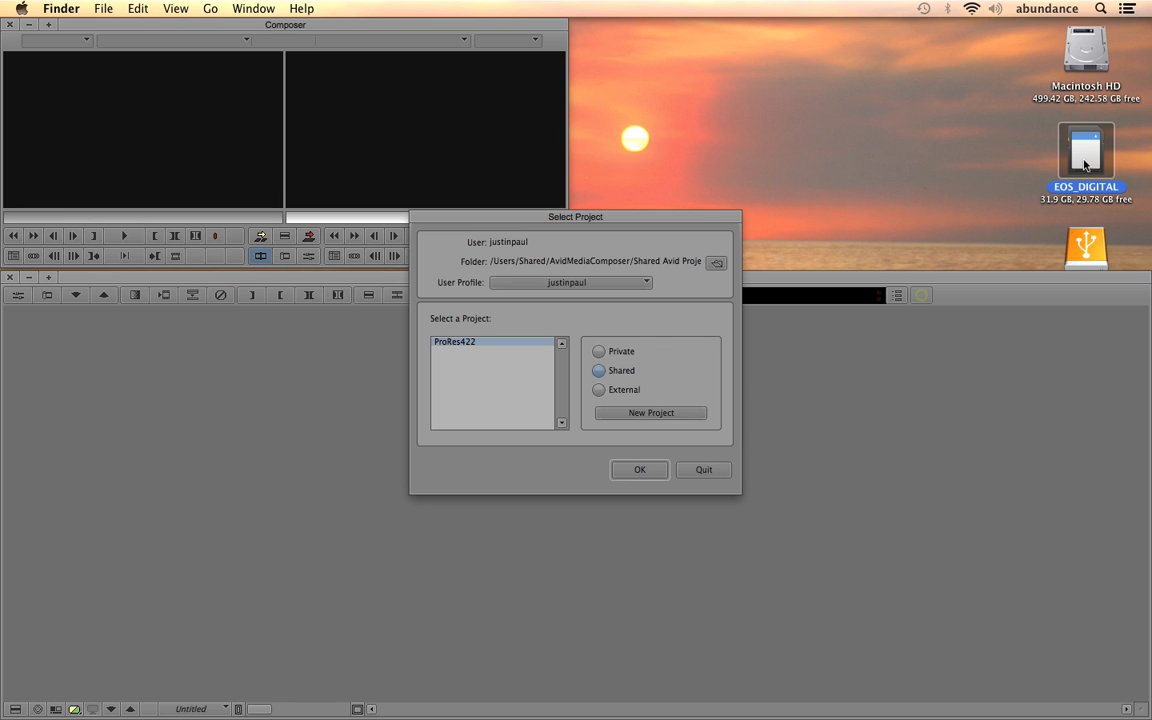 Finder File Edit View Go Window Help abundance
Composer
Macintosh HD
499.42 GB, 242.58 GB free
EOS_DIGITAL
31.9 GB, 29.78 GB free
Select Project
User: justinpaul
Folder: /Users/Shared/AvidMediaComposer/Shared Avid Proje
User Profile: justinpaul
Select a Project:
ProRes422
Private
Shared
External
New Project
OK Quit
Untitled